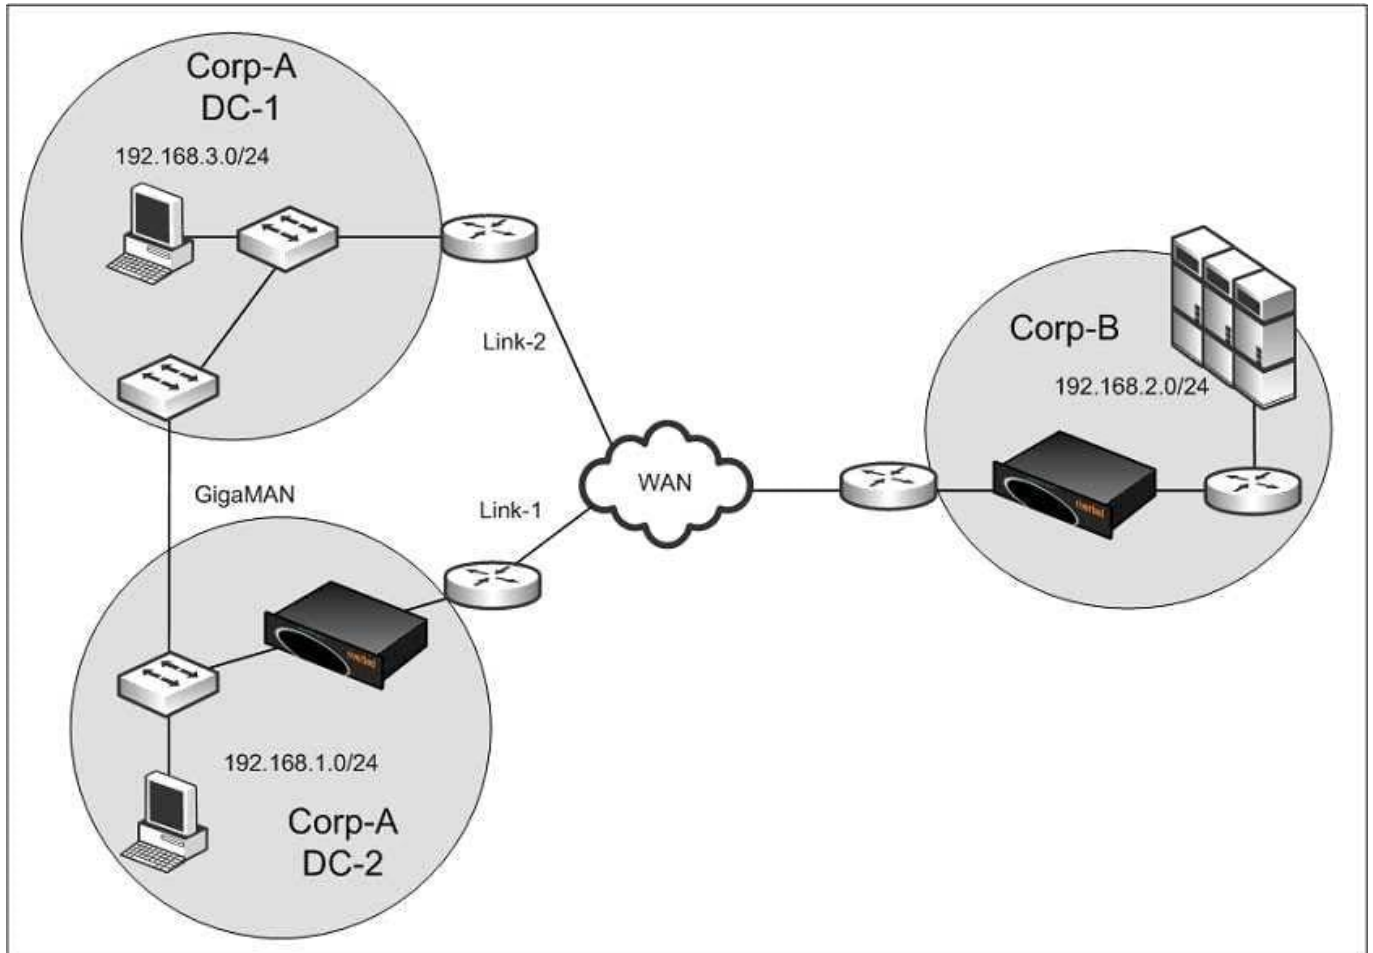 Corp-A
DC-1
192.168.3.0/24
Link-2
Corp-B
192.168.2.0/24
WAN
GigaMAN
Link-1
192.168.1.0/24
Corp-A
DC-2